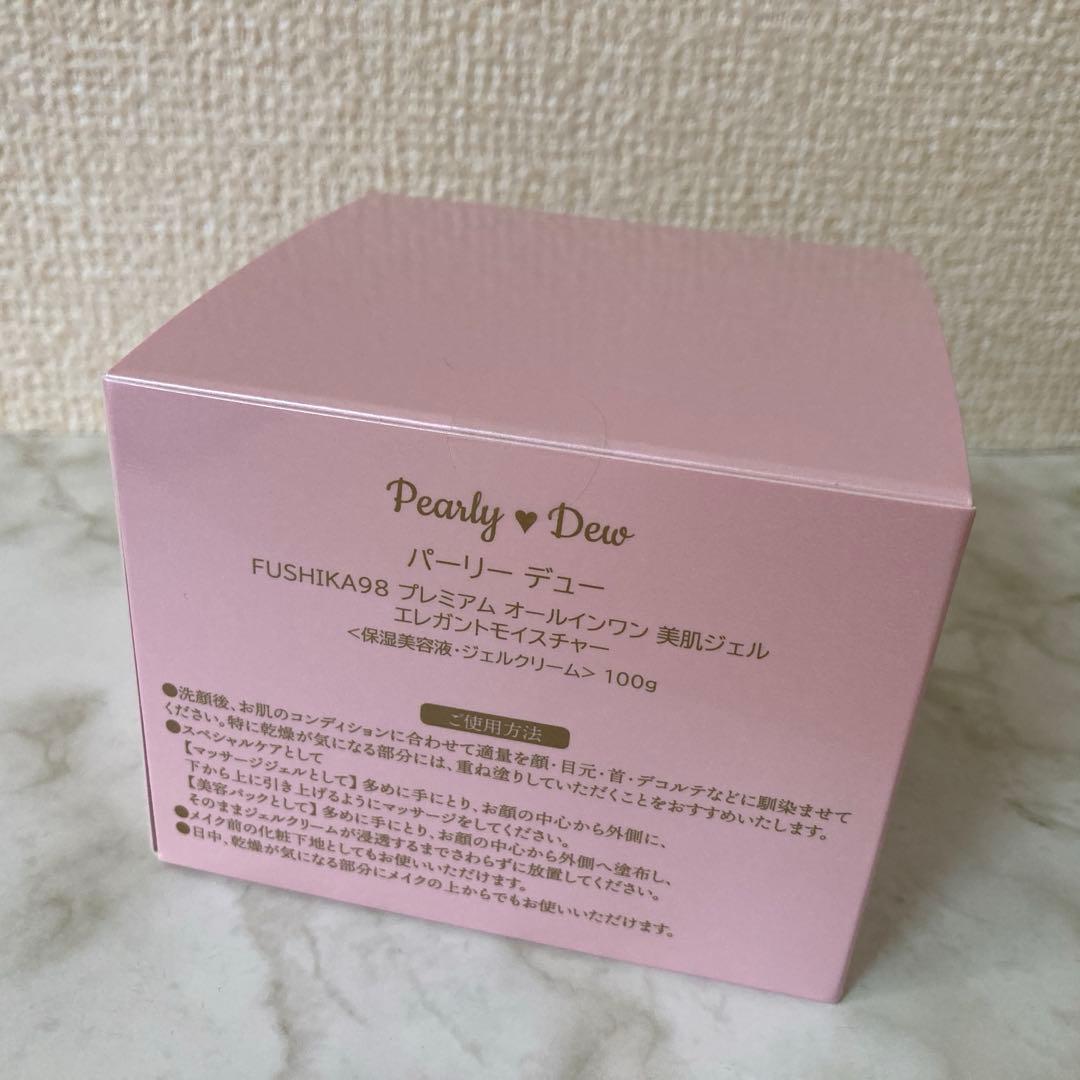 Pearly ♥ Dew
パーリー デュー
FUSHIKA98 プレミアム オールインワン 美肌ジェル
エレガントモイスチャー
<保湿美容液・ジェルクリーム> 100g
ご使用方法
●洗顔後、お肌のコンディションに合わせて適量を顔・目元・首・デコルテなどに馴染ませて
ください。特に乾燥が気になる部分には、重ね塗りしていただくことをおすすめいたします。
●スペシャルケアとして
【マッサージジェルとして】多めに手にとり、お顔の中心から外側に、
下から上に引き上げるようにマッサージをしてください。
【美容パックとして】多めに手にとり、お顔の中心から外側へ塗布し、
そのままジェルクリームが浸透するまでさわらずに放置してください。
●メイク前の化粧下地としてもお使いいただけます。
●日中、乾燥が気になる部分にメイクの上からでもお使いいただけます。